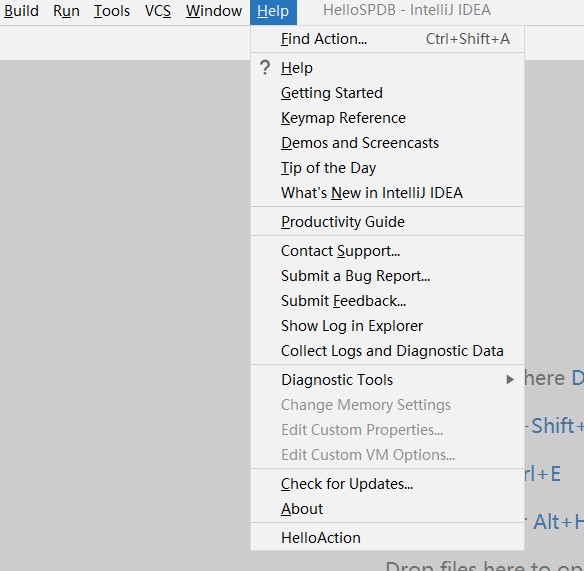 Build Run Tools VCS Window Help HelloSPDB - IntelliJ IDEA
Find Action... Ctrl+Shift+A
? Help
Getting Started
Keymap Reference
Demos and Screencasts
Tip of the Day
What's New in IntelliJ IDEA
Productivity Guide
Contact Support...
Submit a Bug Report...
Submit Feedback...
Show Log in Explorer
Collect Logs and Diagnostic Data
Diagnostic Tools
here D
Change Memory Settings
Edit Custom Properties...
Shift+
Edit Custom VM Options...
rl+E
Check for Updates...
About
Alt+H
HelloAction
Drop files here to op